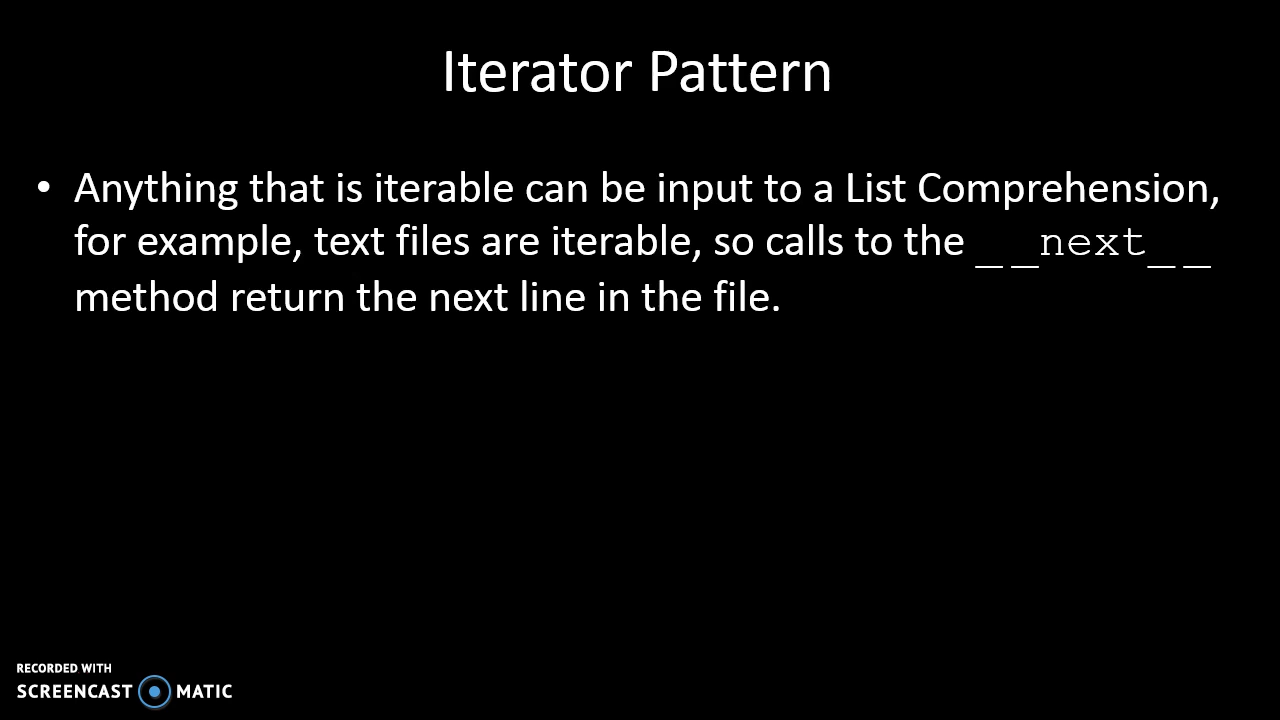 Iterator Pattern
• Anything that is iterable can be input to a List Comprehension,
for example, text files are iterable, so calls to the __next__
method return the next line in the file.
RECORDED WITH
SCREENCAST MATIC